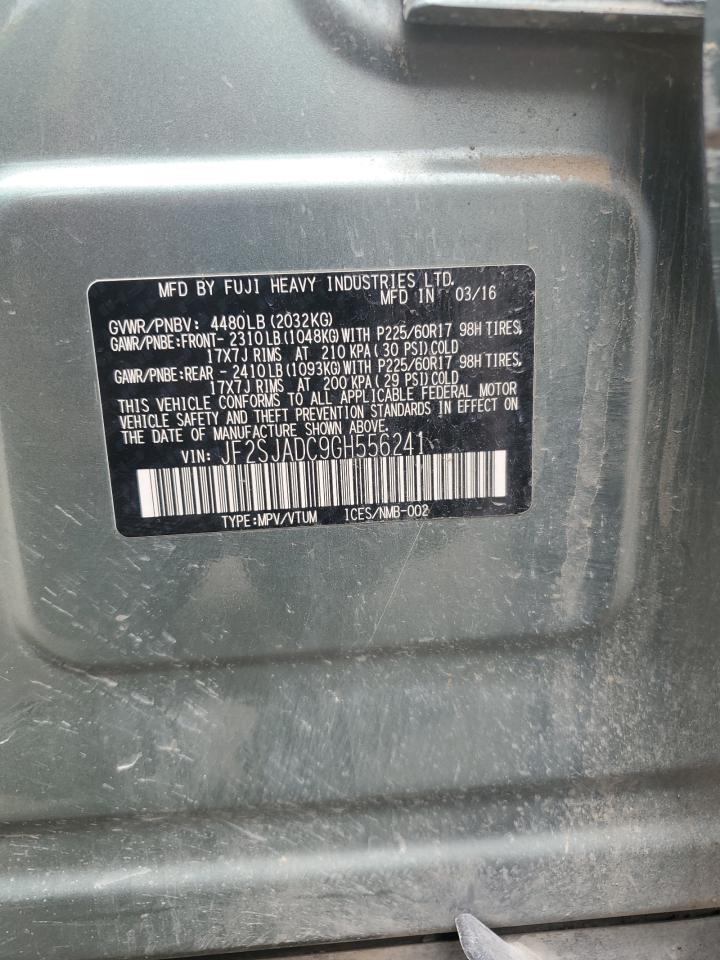 MFD BY FUJI HEAVY INDUSTRIES LTD.
MFD IN 03/16
GVWR/PNBV: 4480LB (2032KG)
GAWR/PNBE:FRONT- 2310LB (1048KG) WITH P225/60R17 98H TIRES,
17X7J RIMS AT 210 KPA ( 30 PSI) COLD
GAWR/PNBE:REAR - 2410LB (1093KG) WITH P225/60R17 98H TIRES,
17X7J RIMS AT 200 KPA ( 29 PSI) COLD
THIS VEHICLE CONFORMS TO ALL APPLICABLE FEDERAL MOTOR
VEHICLE SAFETY AND THEFT PREVENTION STANDARDS IN EFFECT ON
THE DATE OF MANUFACTURE SHOWN ABOVE.
VIN: JF2SJADC9GH556241
TYPE:MPV/VTUM ICES/NMB-002